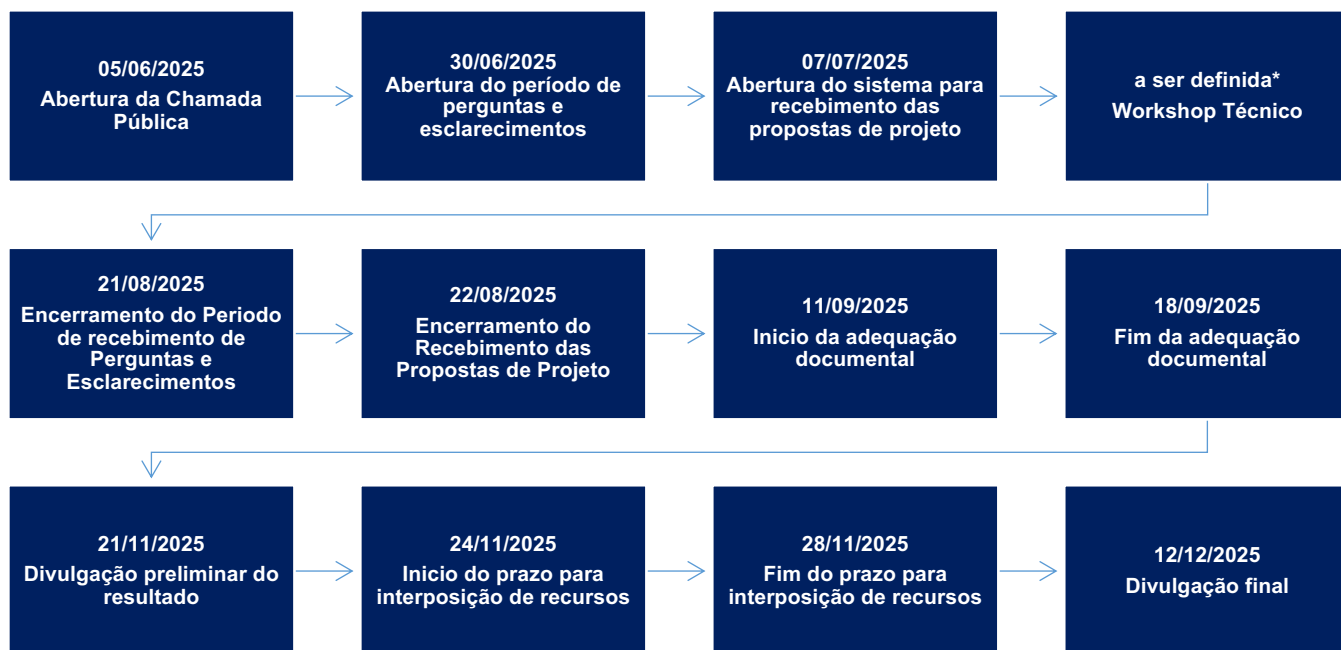 05/06/2025
Abertura da Chamada
Pública
30/06/2025
Abertura do período de
perguntas e
esclarecimentos
07/07/2025
Abertura do sistema para
recebimento das
propostas de projeto
a ser definida*
Workshop Técnico
21/08/2025
Encerramento do Periodo
de recebimento de
Perguntas e
Esclarecimentos
22/08/2025
Encerramento do
Recebimento das
Propostas de Projeto
11/09/2025
Inicio da adequação
documental
18/09/2025
Fim da adequação
documental
21/11/2025
Divulgação preliminar do
resultado
24/11/2025
Inicio do prazo para
interposição de recursos
28/11/2025
Fim do prazo para
interposição de recursos
12/12/2025
Divulgação final